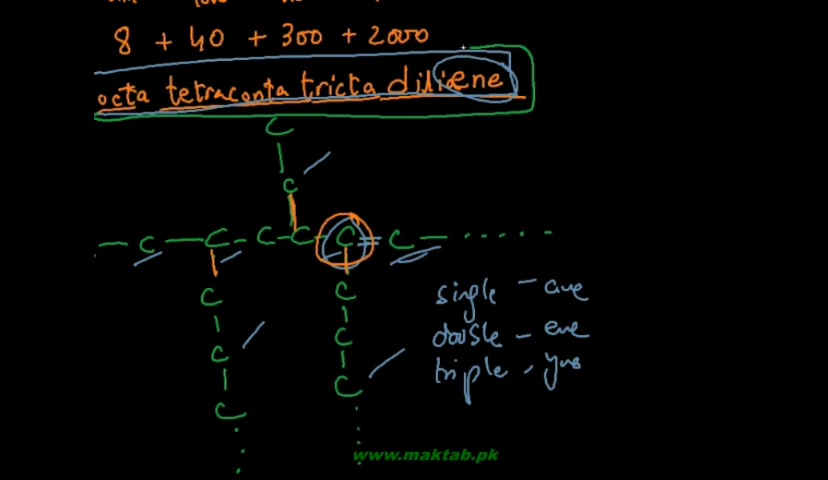 8 + 40 + 300 + 2000
octa tetraconta tricta diliene
C
C
C C C C C C
C C
C C
C C
single - ane
double - ene
triple - yne
www.maktab.pk